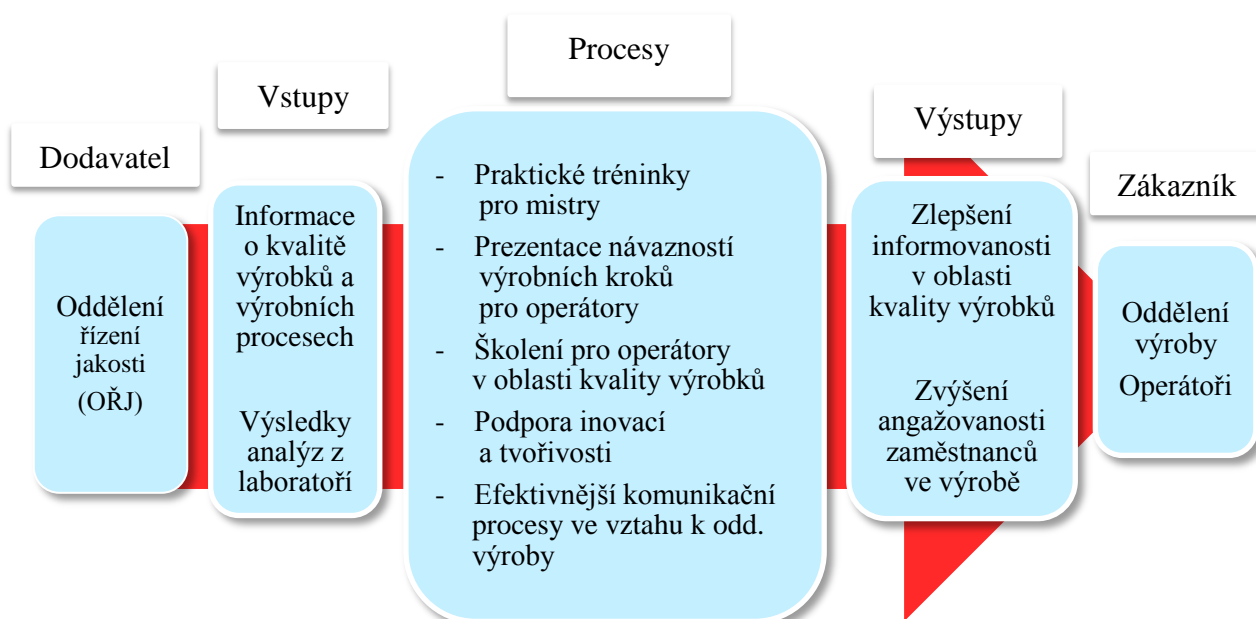 Dodavatel
Oddělení
řízení
jakosti
(OŘJ)
Vstupy
Informace
o kvalitě
výrobků a
výrobních
procesech
Výsledky
analýz z
laboratoří
Procesy
- Praktické tréninky
pro mistry
- Prezentace návazností
výrobních kroků
pro operátory
- Školení pro operátory
v oblasti kvality výrobků
- Podpora inovací
a tvořivosti
- Efektivnější komunikační
procesy ve vztahu k odd.
výroby
Výstupy
Zlepšení
informovanosti
v oblasti
kvality výrobků
Zvýšení
angažovanosti
zaměstnanců
ve výrobě
Zákazník
Oddělení
výroby
Operátoři